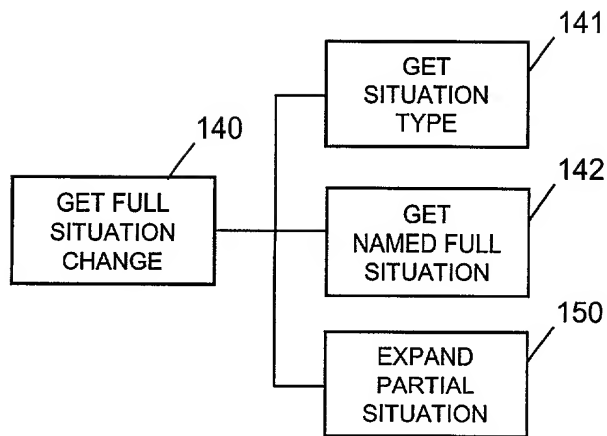 141
GET
SITUATION
TYPE
140
GET FULL
SITUATION
CHANGE
142
GET
NAMED FULL
SITUATION
150
EXPAND
PARTIAL
SITUATION